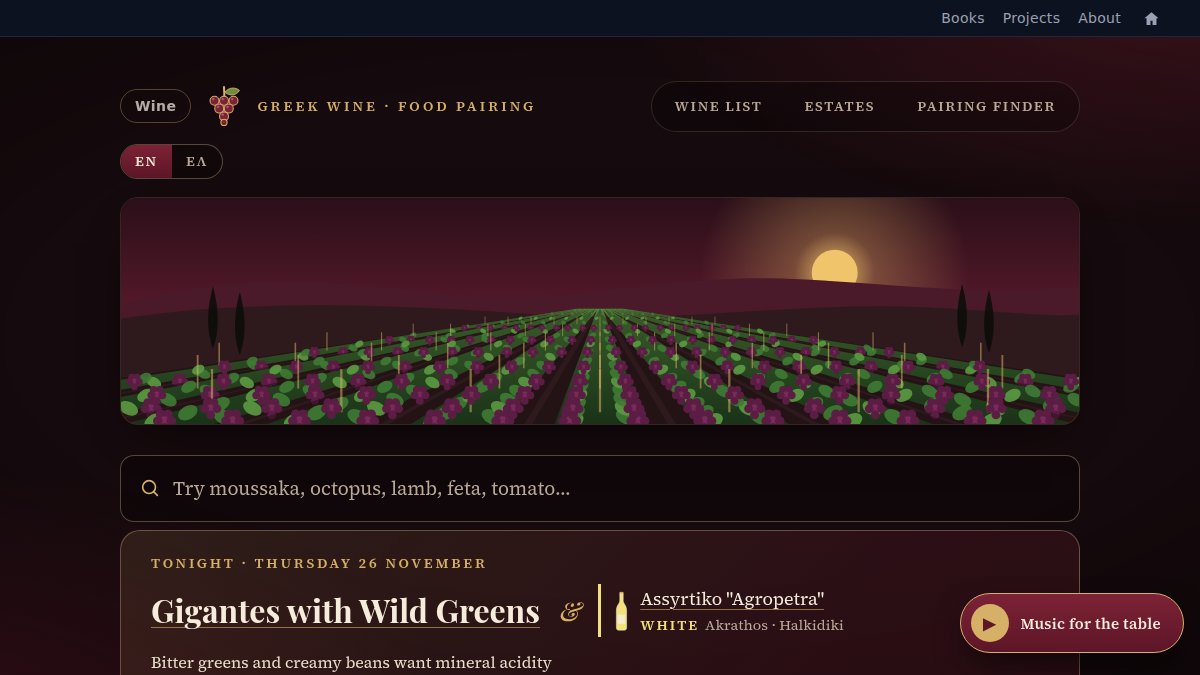 Books Projects About
Wine
GREEK WINE · FOOD PAIRING
WINE LIST ESTATES PAIRING FINDER
EN ΕΛ
Try moussaka, octopus, lamb, feta, tomato...
TONIGHT · THURSDAY 26 NOVEMBER
Gigantes with Wild Greens &
Assyrtiko "Agropetra"
WHITE Akrathos · Halkidiki
Music for the table
Bitter greens and creamy beans want mineral acidity